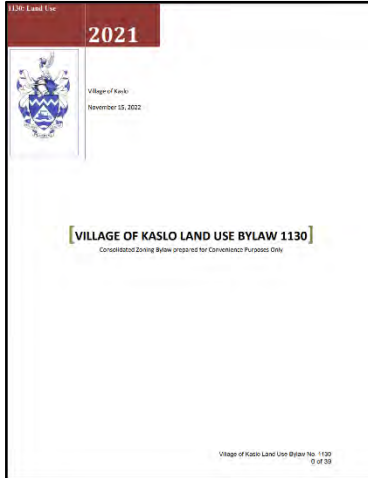 1130: Land Use
2021
Village of Kaslo
November 15, 2022
[VILLAGE OF KASLO LAND USE BYLAW 1130]
Consolidated Zoning Bylaw prepared for Convenience Purposes Only
Village of Kaslo Land Use Bylaw No. 1130
0 of 39